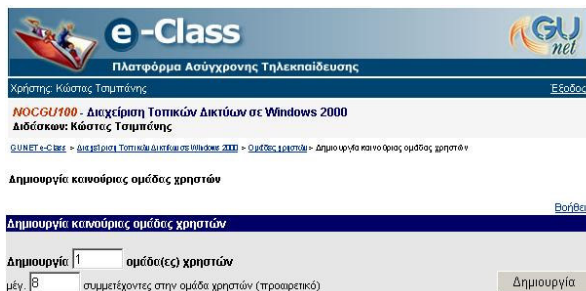 e-Class
GU
net
Πλατφόρμα Ασύγχρονης Τηλεκπαίδευσης
Χρήστης: Κώστας Τσιμπάνης Έξοδος
NOCGU100 - Διαχείριση Τοπικών Δικτύων σε Windows 2000
Διδάσκων: Κώστας Τσιμπάνης
GUNET e-Class > Διαχείριση Τοπικών Δικτύων σε Windows 2000 > Ομάδες χρηστών > Δημιουργία καινούριας ομάδας χρηστών
Δημιουργία καινούριας ομάδας χρηστών
Βοήθει
Δημιουργία καινούριας ομάδας χρηστών
Δημιουργία 1 ομάδα(ες) χρηστών
μέγ. 8 συμμετέχοντες στην ομάδα χρηστών (προαιρετικό) Δημιουργία